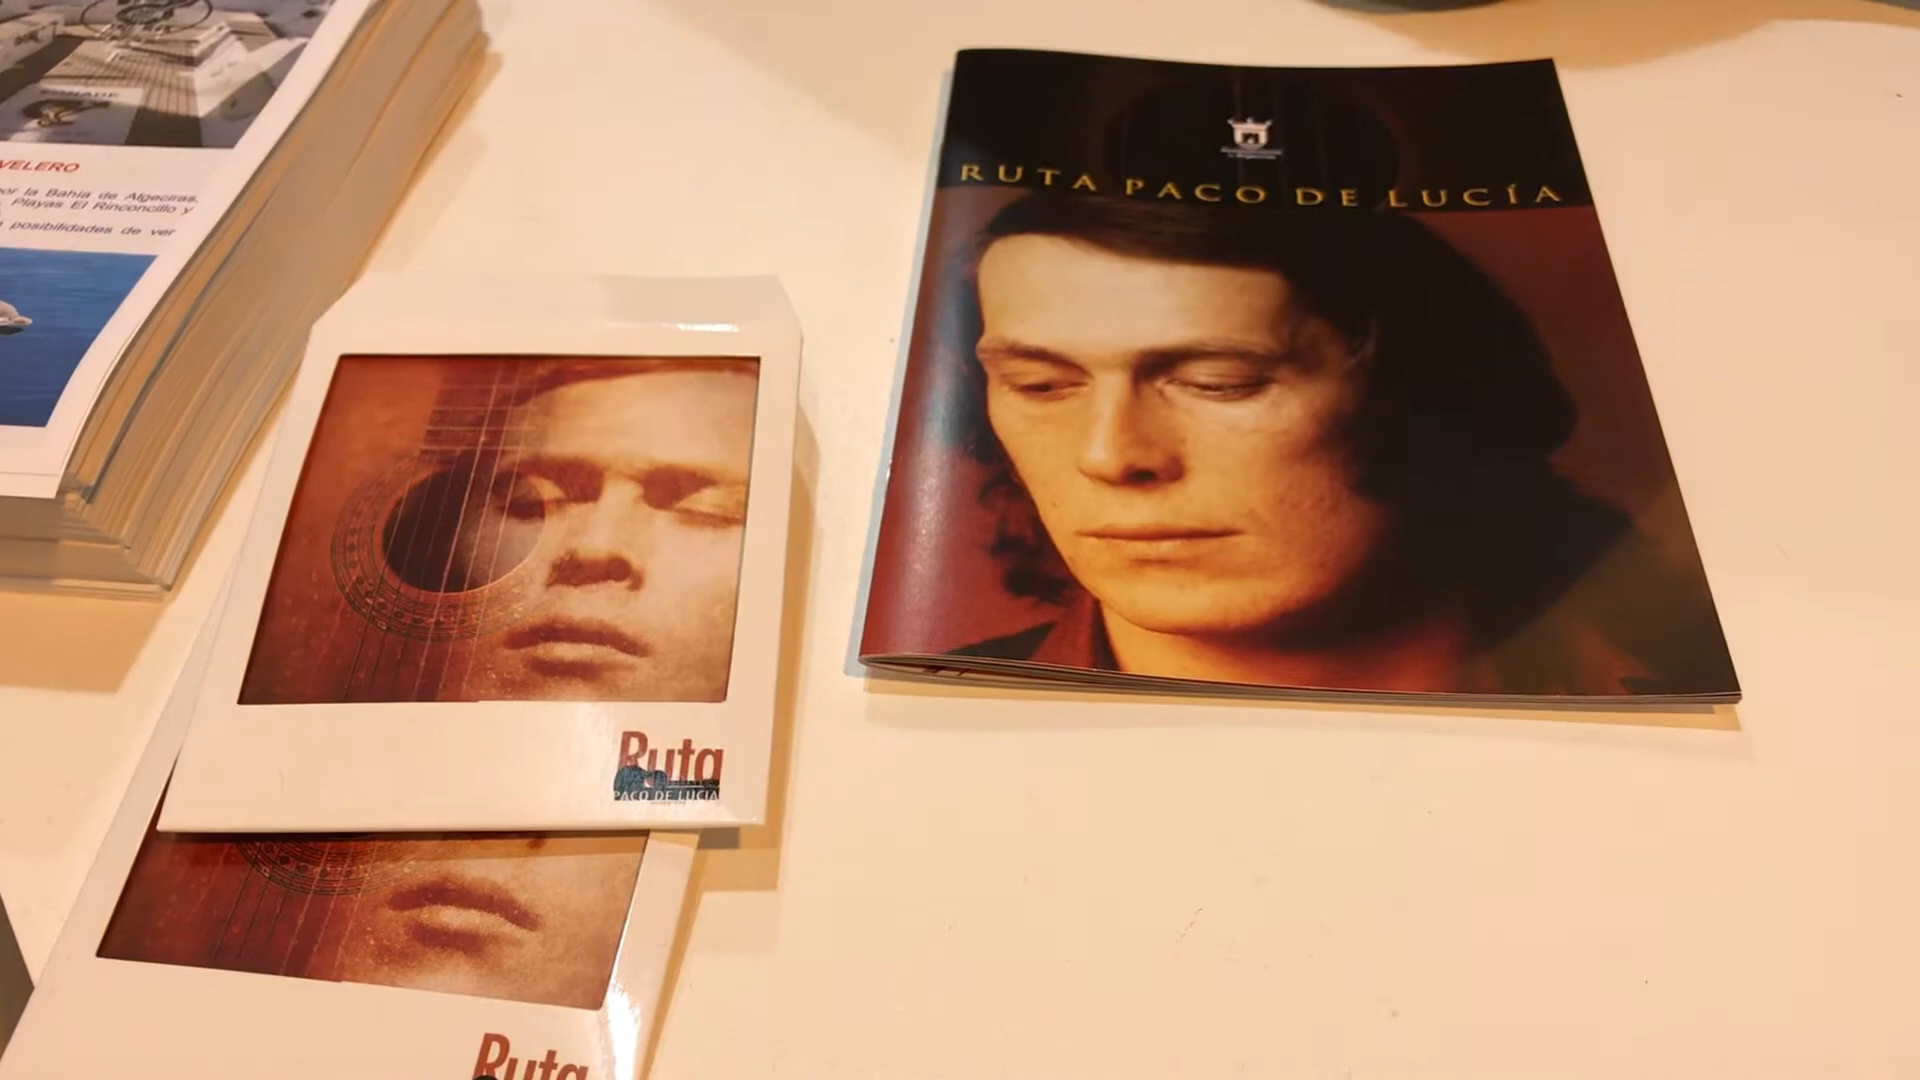 VELERO
por la Bahía de Algeciras,
Playas El Rinconcillo y
posibilidades de ver
RUTA PACO DE LUCÍA
Ruta
PACO DE LUCIA
Ruta